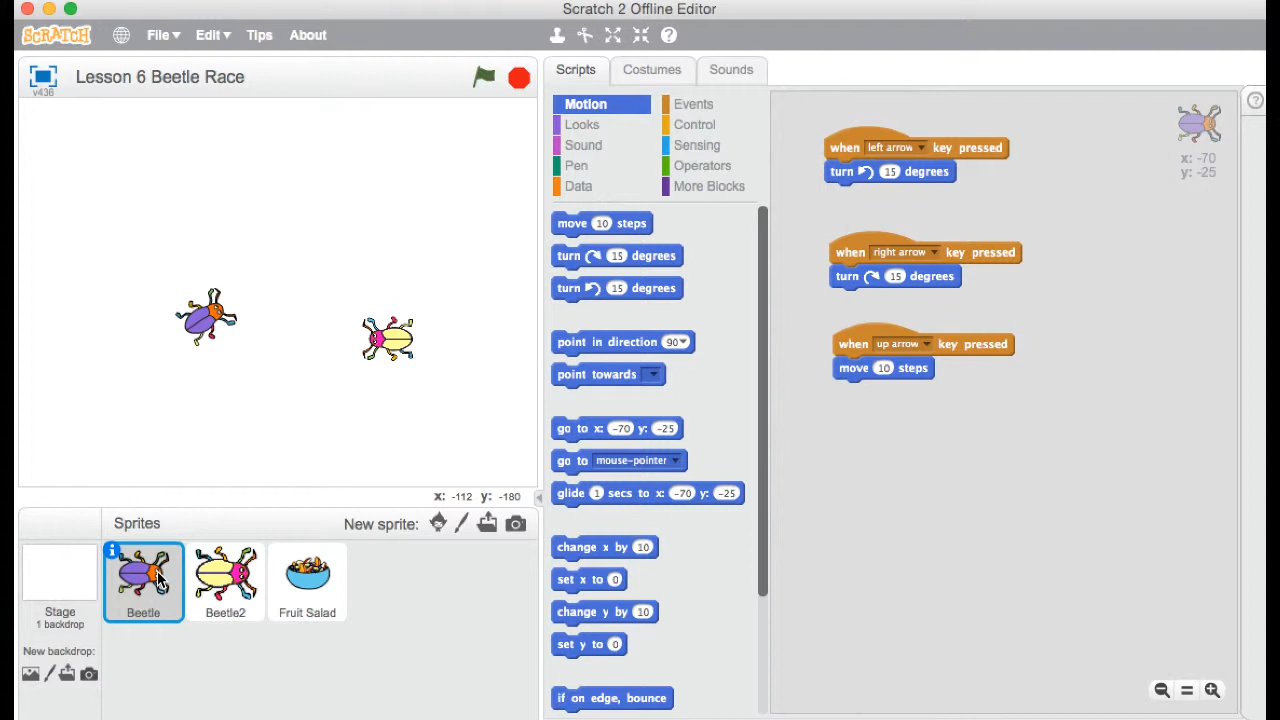 Scratch 2 Offline Editor
SCRATCH File Edit Tips About
v436 Lesson 6 Beetle Race
Scripts Costumes Sounds
Motion Events
Looks Control
Sound Sensing
Pen Operators
Data More Blocks
move 10 steps
turn 15 degrees
turn 15 degrees
point in direction 90
point towards
go to x: -70 y: -25
go to mouse-pointer
glide 1 secs to x: -70 y: -25
change x by 10
set x to 0
change y by 10
set y to 0
if on edge, bounce
when left arrow key pressed
turn 15 degrees
when right arrow key pressed
turn 15 degrees
when up arrow key pressed
move 10 steps
x: -70
y: -25
x: -112 y: -180
Sprites New sprite:
Stage
1 backdrop
New backdrop:
Beetle
Beetle2
Fruit Salad